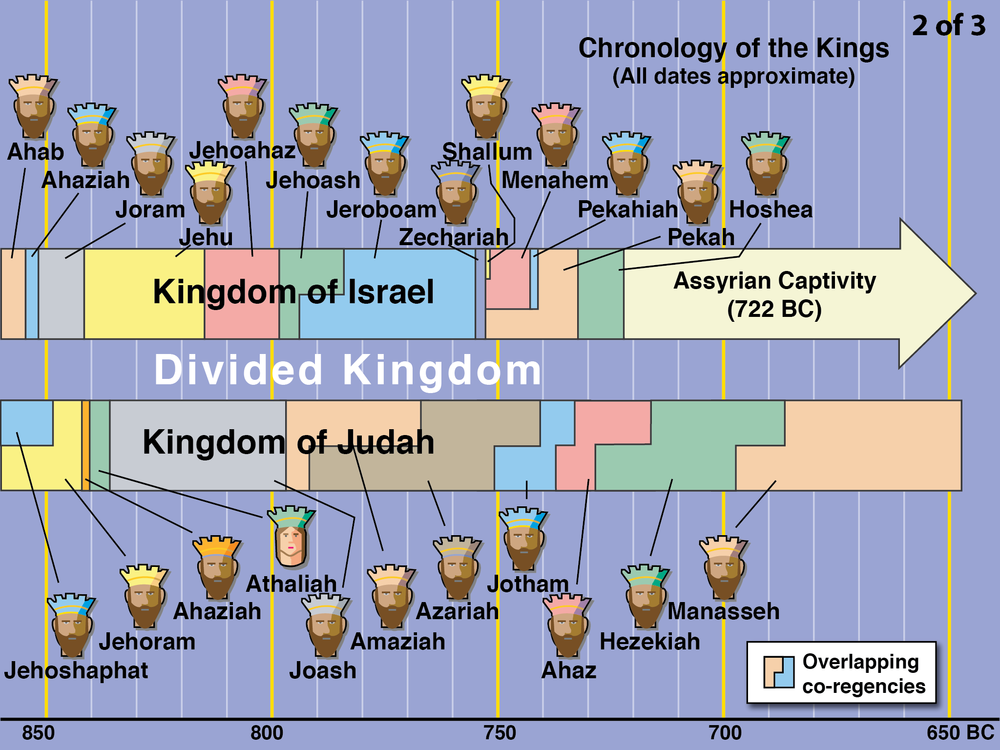 2 of 3
Chronology of the Kings
(All dates approximate)
Ahab
Ahaziah
Joram
Jehu
Jehoahaz
Jehoash
Jeroboam
Zechariah
Shallum
Menahem
Pekahiah
Pekah
Hoshea
Kingdom of Israel
Assyrian Captivity
(722 BC)
Divided Kingdom
Kingdom of Judah
Jehoshaphat
Jehoram
Ahaziah
Athaliah
Joash
Amaziah
Azariah
Jotham
Ahaz
Hezekiah
Manasseh
Overlapping
co-regencies
850
800
750
700
650 BC